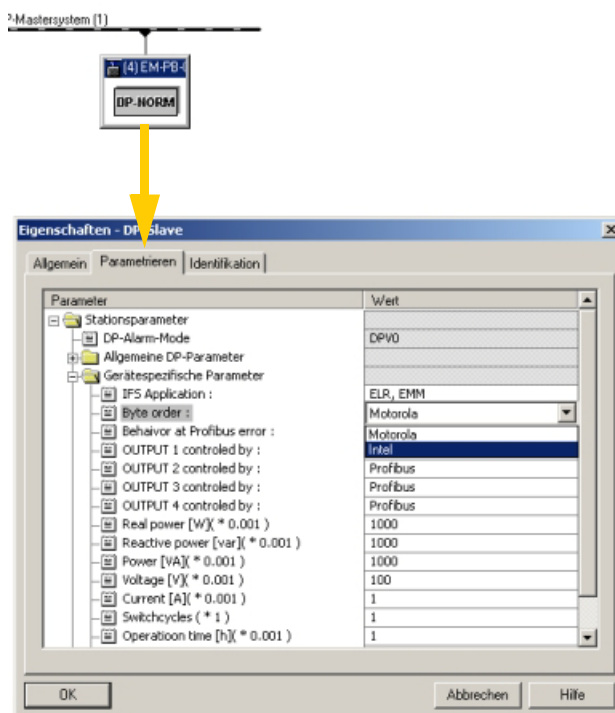 P-Mastersystem (1)
(4) EM-PB-
DP-NORM
Eigenschaften - DP-Slave
Allgemein Parametrieren Identifikation
Parameter Wert
Stationsparameter
DP-Alarm-Mode DPV0
Allgemeine DP-Parameter
Gerätespezifische Parameter
IFS Application : ELR, EMM
Byte order : Motorola
Behaivor at Profibus error : Motorola
Intel
OUTPUT 1 controled by :
OUTPUT 2 controled by : Profibus
OUTPUT 3 controled by : Profibus
OUTPUT 4 controled by : Profibus
Real power [W]( * 0.001 ) 1000
Reactive power [var]( * 0.001 ) 1000
Power [VA]( * 0.001 ) 1000
Voltage [V]( * 0.001 ) 100
Current [A]( * 0.001 ) 1
Switchcycles ( * 1 ) 1
Operatioon time [h]( * 0.001 ) 1
OK Abbrechen Hilfe